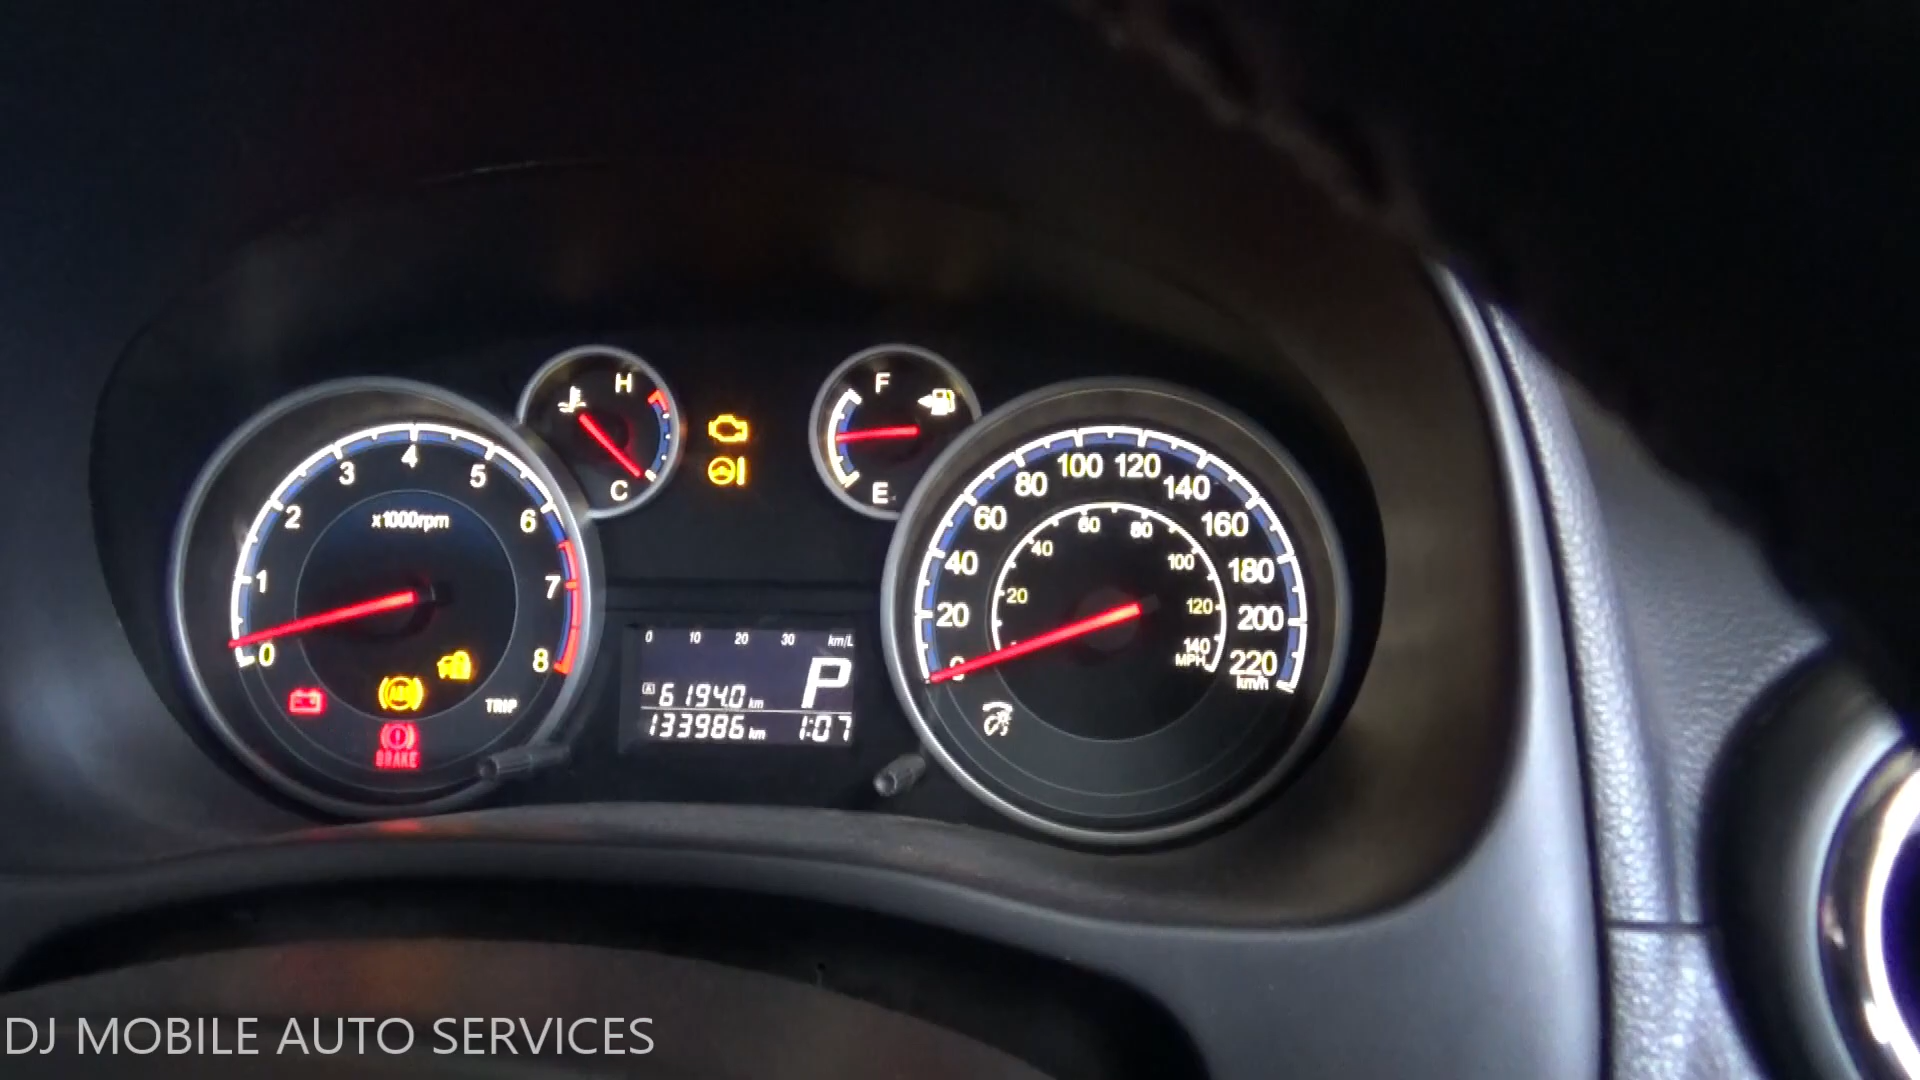 H
C
F
E
0
1
2
3
4
5
6
7
8
x1000rpm
ABS
BRAKE
TRIP
0 10 20 30 km/L
P
A 6194.0 km
133986 km 1:07
20
40
60
80
100
120
140
160
180
200
220
km/h
20
40
60
80
100
120
140
MPH
DJ MOBILE AUTO SERVICES